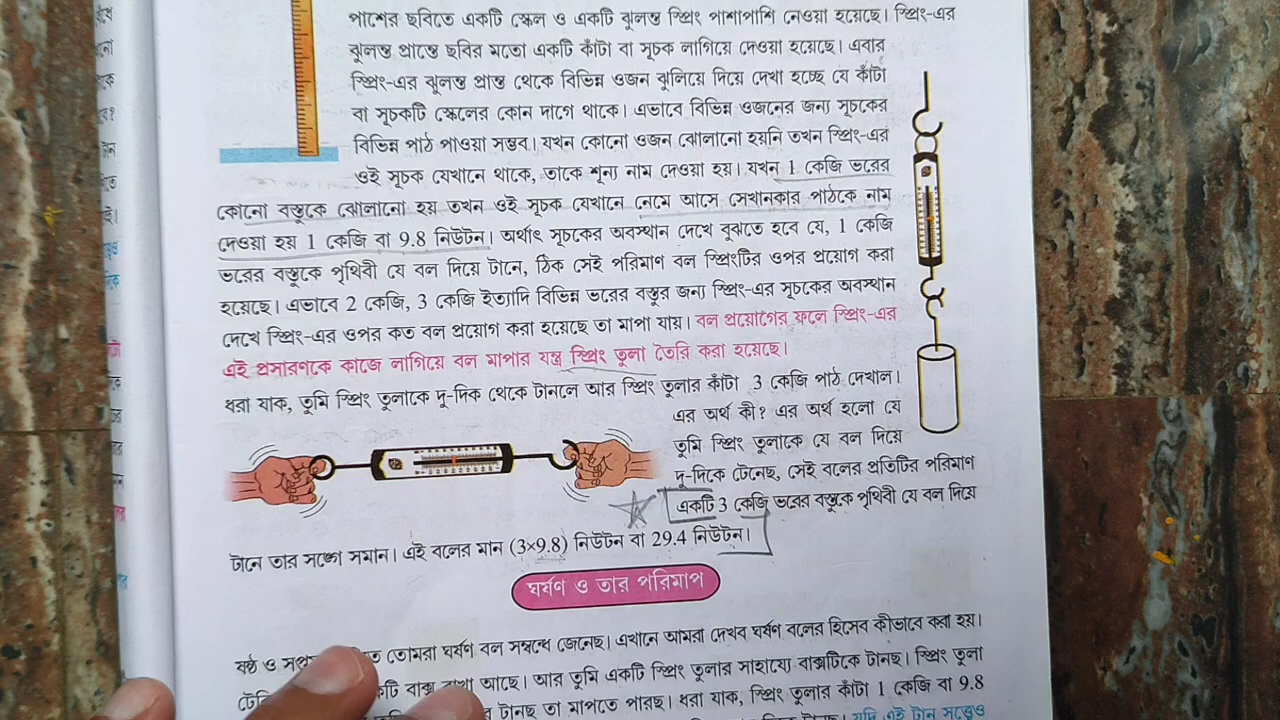 পাশের ছবিতে একটি স্কেল ও একটি ঝুলন্ত স্প্রিং পাশাপাশি নেওয়া হয়েছে। স্প্রিং-এর
ঝুলন্ত প্রান্তে ছবির মতো একটি কাঁটা বা সূচক লাগিয়ে দেওয়া হয়েছে। এবার
স্প্রিং-এর ঝুলন্ত প্রান্ত থেকে বিভিন্ন ওজন ঝুলিয়ে দিয়ে দেখা হচ্ছে যে কাঁটা
বা সূচকটি স্কেলের কোন দাগে থাকে। এভাবে বিভিন্ন ওজনের জন্য সূচকের
বিভিন্ন পাঠ পাওয়া সম্ভব। যখন কোনো ওজন ঝোলানো হয়নি তখন স্প্রিং-এর
ওই সূচক যেখানে থাকে, তাকে শূন্য নাম দেওয়া হয়। যখন 1 কেজি ভরের
কোনো বস্তুকে ঝোলানো হয় তখন ওই সূচক যেখানে নেমে আসে সেখানকার পাঠকে নাম
দেওয়া হয় 1 কেজি বা 9.8 নিউটন। অর্থাৎ সূচকের অবস্থান দেখে বুঝতে হবে যে, 1 কেজি
ভরের বস্তুকে পৃথিবী যে বল দিয়ে টানে, ঠিক সেই পরিমাণ বল স্প্রিংটির ওপর প্রয়োগ করা
হয়েছে। এভাবে 2 কেজি, 3 কেজি ইত্যাদি বিভিন্ন ভরের বস্তুর জন্য স্প্রিং-এর সূচকের অবস্থান
দেখে স্প্রিং-এর ওপর কত বল প্রয়োগ করা হয়েছে তা মাপা যায়। বল প্রয়োগের ফলে স্প্রিং-এর
এই প্রসারণকে কাজে লাগিয়ে বল মাপার যন্ত্র স্প্রিং তুলা তৈরি করা হয়েছে।
ধরা যাক, তুমি স্প্রিং তুলাকে দু-দিক থেকে টানলে আর স্প্রিং তুলার কাঁটা 3 কেজি পাঠ দেখাল।
এর অর্থ কী? এর অর্থ হলো যে
তুমি স্প্রিং তুলাকে যে বল দিয়ে
দু-দিকে টেনেছ, সেই বলের প্রতিটির পরিমাণ
একটি 3 কেজি ভরের বস্তুকে পৃথিবী যে বল দিয়ে
টানে তার সঙ্গে সমান। এই বলের মান (3×9.8) নিউটন বা 29.4 নিউটন।
ঘর্ষণ ও তার পরিমাপ
ষষ্ঠ ও তোমরা ঘর্ষণ বল সম্বন্ধে জেনেছ। এখানে আমরা দেখব ঘর্ষণ বলের হিসেব কীভাবে করা হয়।
বাক্স রাখা আছে। আর তুমি একটি স্প্রিং তুলার সাহায্যে বাক্সটিকে টানছ। স্প্রিং তুলা
টানছ তা মাপতে পারছ। ধরা যাক, স্প্রিং তুলার কাঁটা 1 কেজি বা 9.8